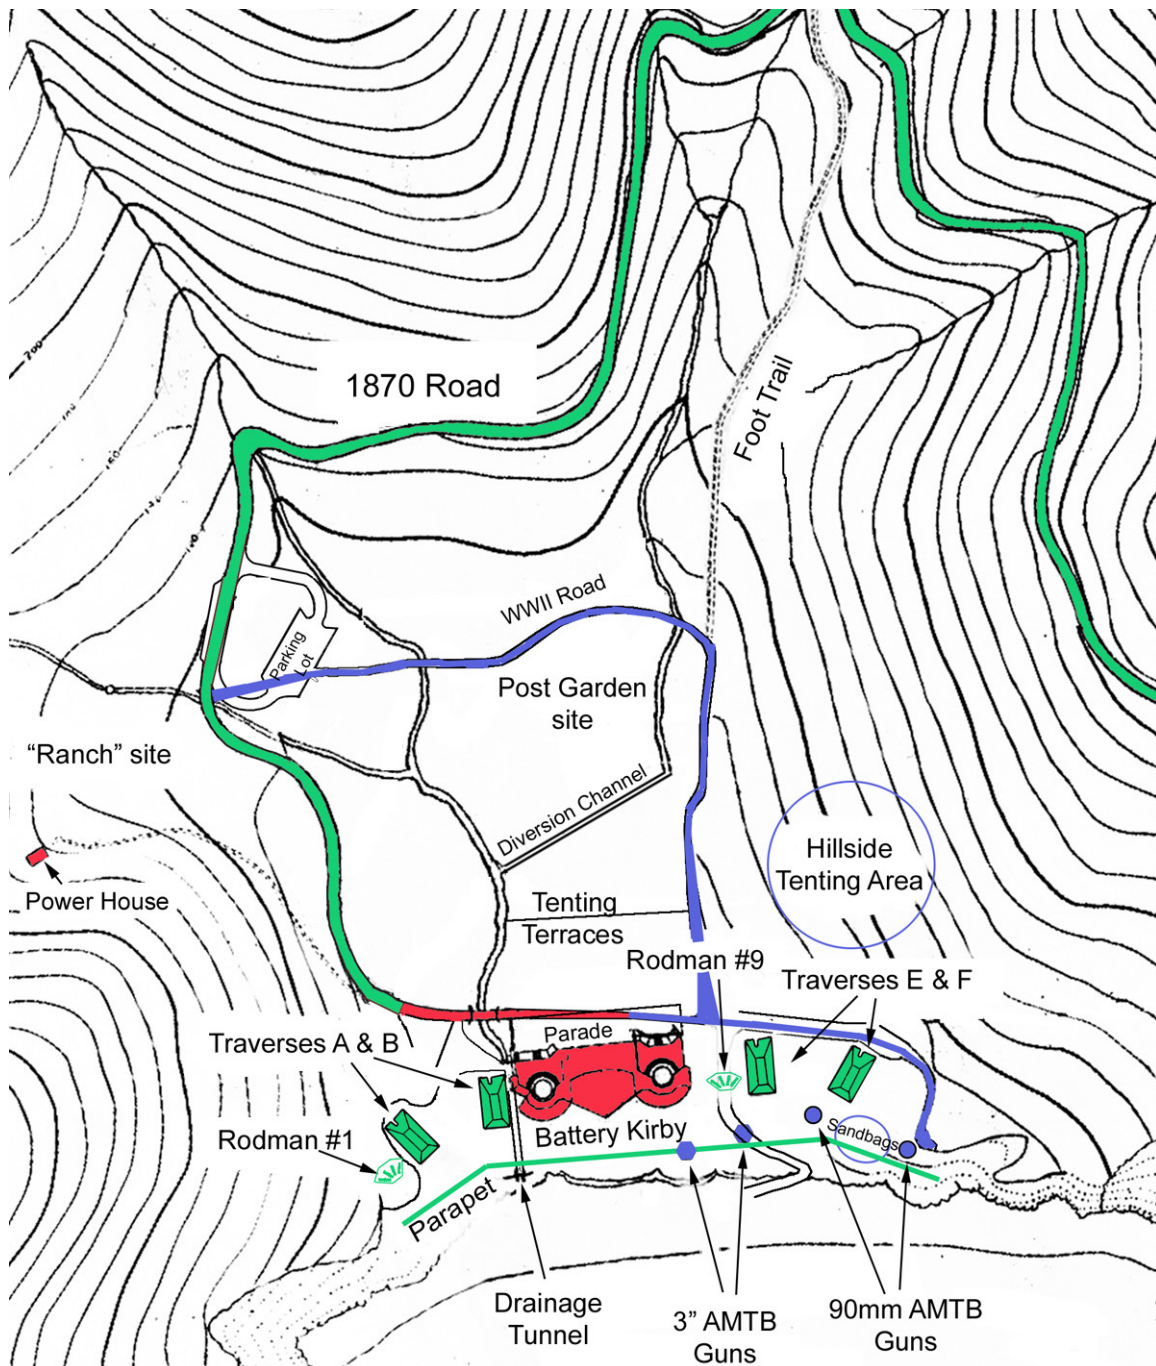 1870 Road
Foot Trail
WWII Road
Parking
Lot
Post Garden
site
“Ranch” site
Diversion Channel
Hillside
Tenting Area
Power House
Tenting
Terraces
Rodman #9
Traverses E & F
Parade
Traverses A & B
Rodman #1
Battery Kirby
Sandbags
Parapet
Drainage
Tunnel
3” AMTB
Guns
90mm AMTB
Guns